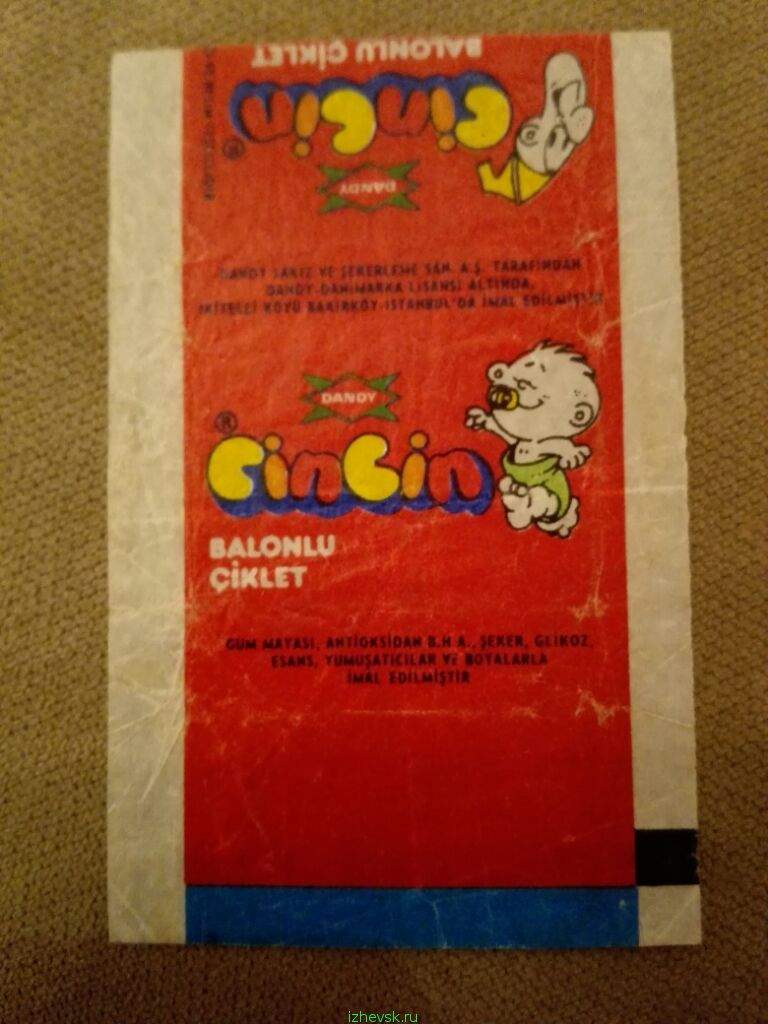 BALONLU ÇİKLET
CinCin
®
DANDY
DANDY SAKIZ VE ŞEKERLEME SAN. A.Ş. TARAFINDAN
DANDY-DANİMARKA LİSANSI ALTINDA,
İKİTELLİ KÖYÜ BAKIRKÖY-İSTANBUL'DA İMAL EDİLMİŞTİR
DANDY
®
CinCin
BALONLU
ÇİKLET
GUM MAYASI, ANTİOKSİDAN B.H.A., ŞEKER, GLİKOZ,
ESANS, YUMUŞATICILAR VE BOYALARLA
İMAL EDİLMİŞTİR
izhevsk.ru